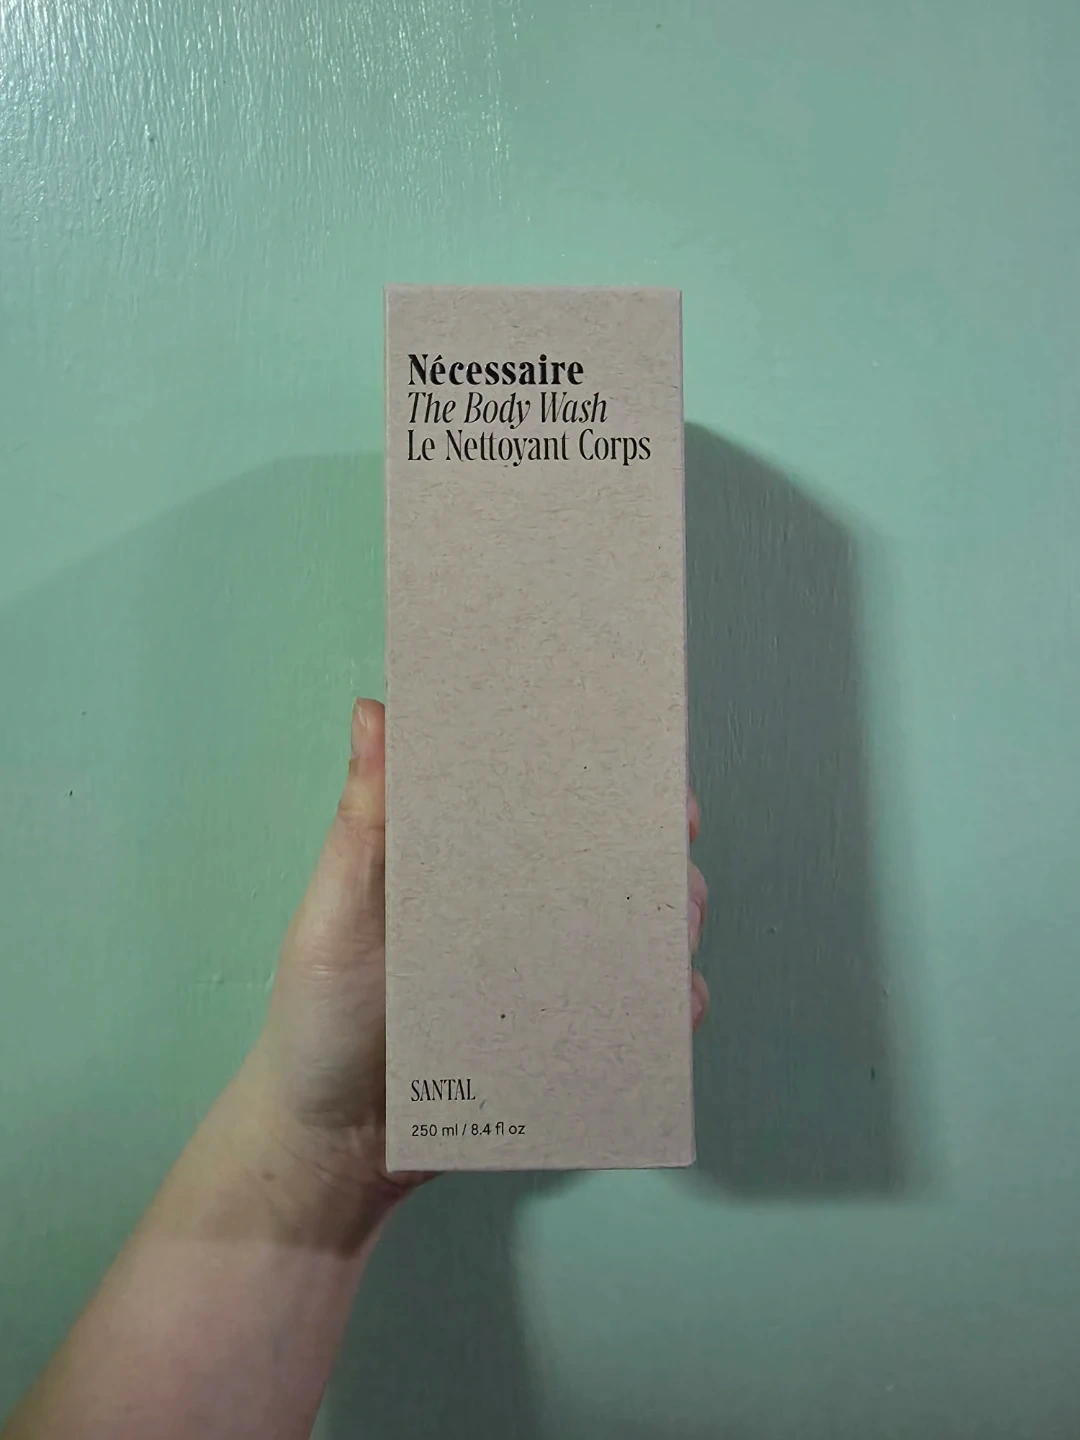 Nécessaire
The Body Wash
Le Nettoyant Corps
SANTAL
250 ml / 8.4 fl oz